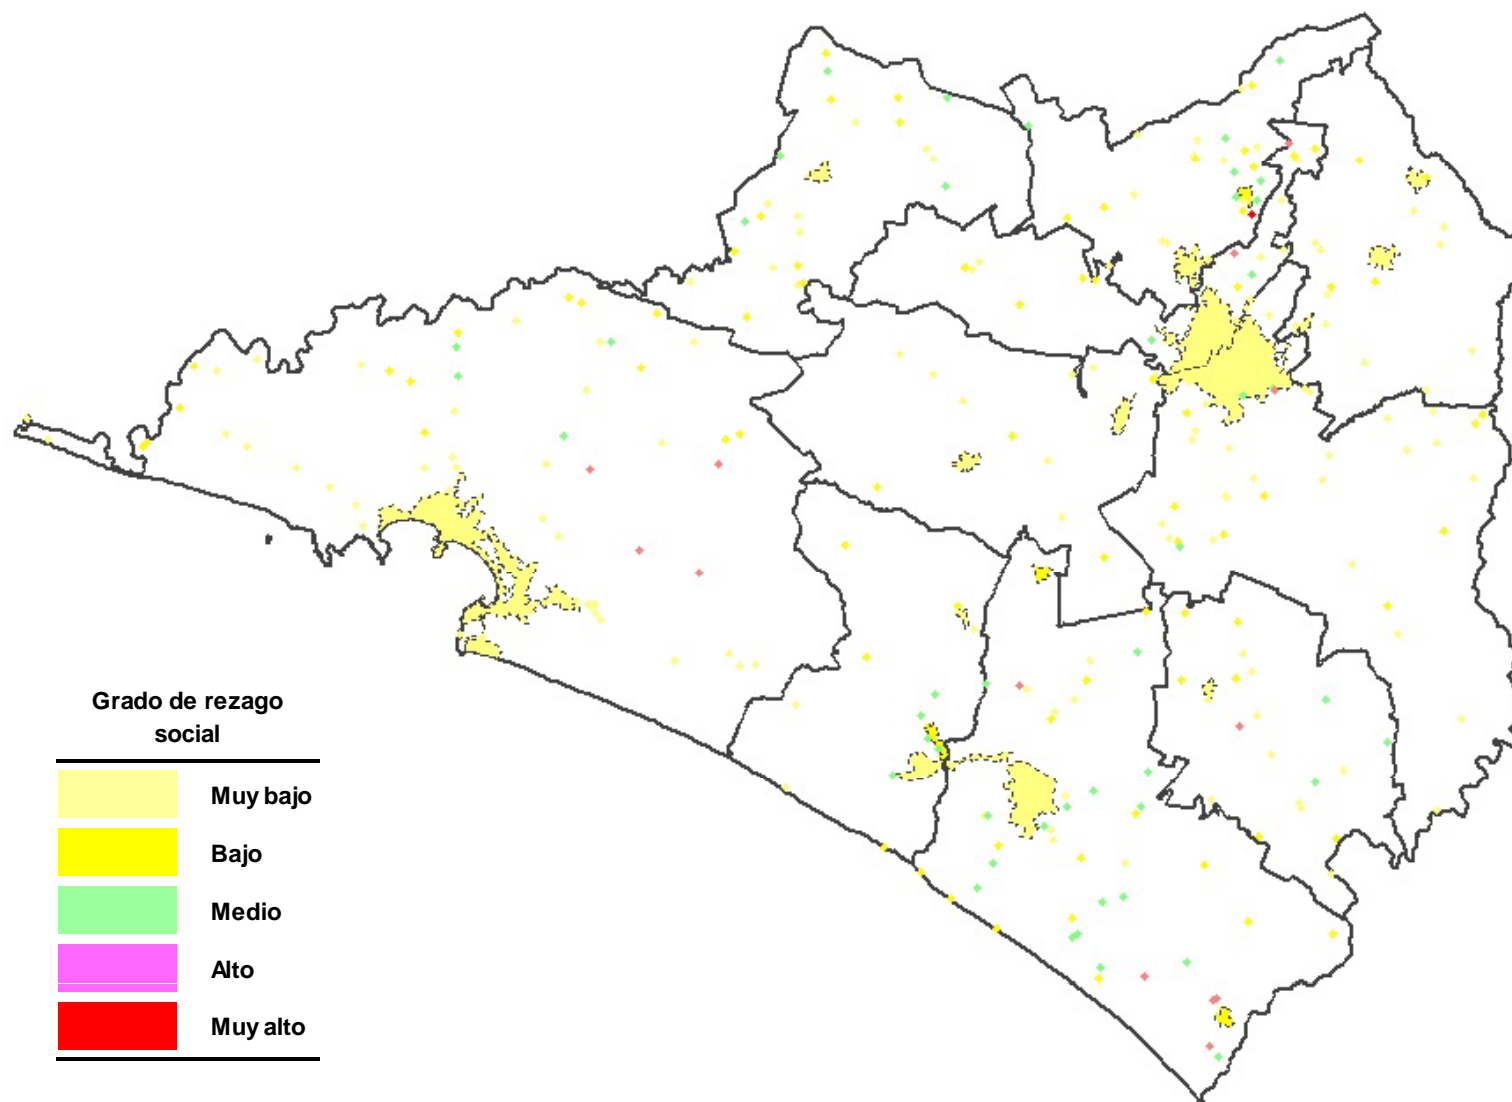 Grado de rezago
social
Muy bajo
Bajo
Medio
Alto
Muy alto